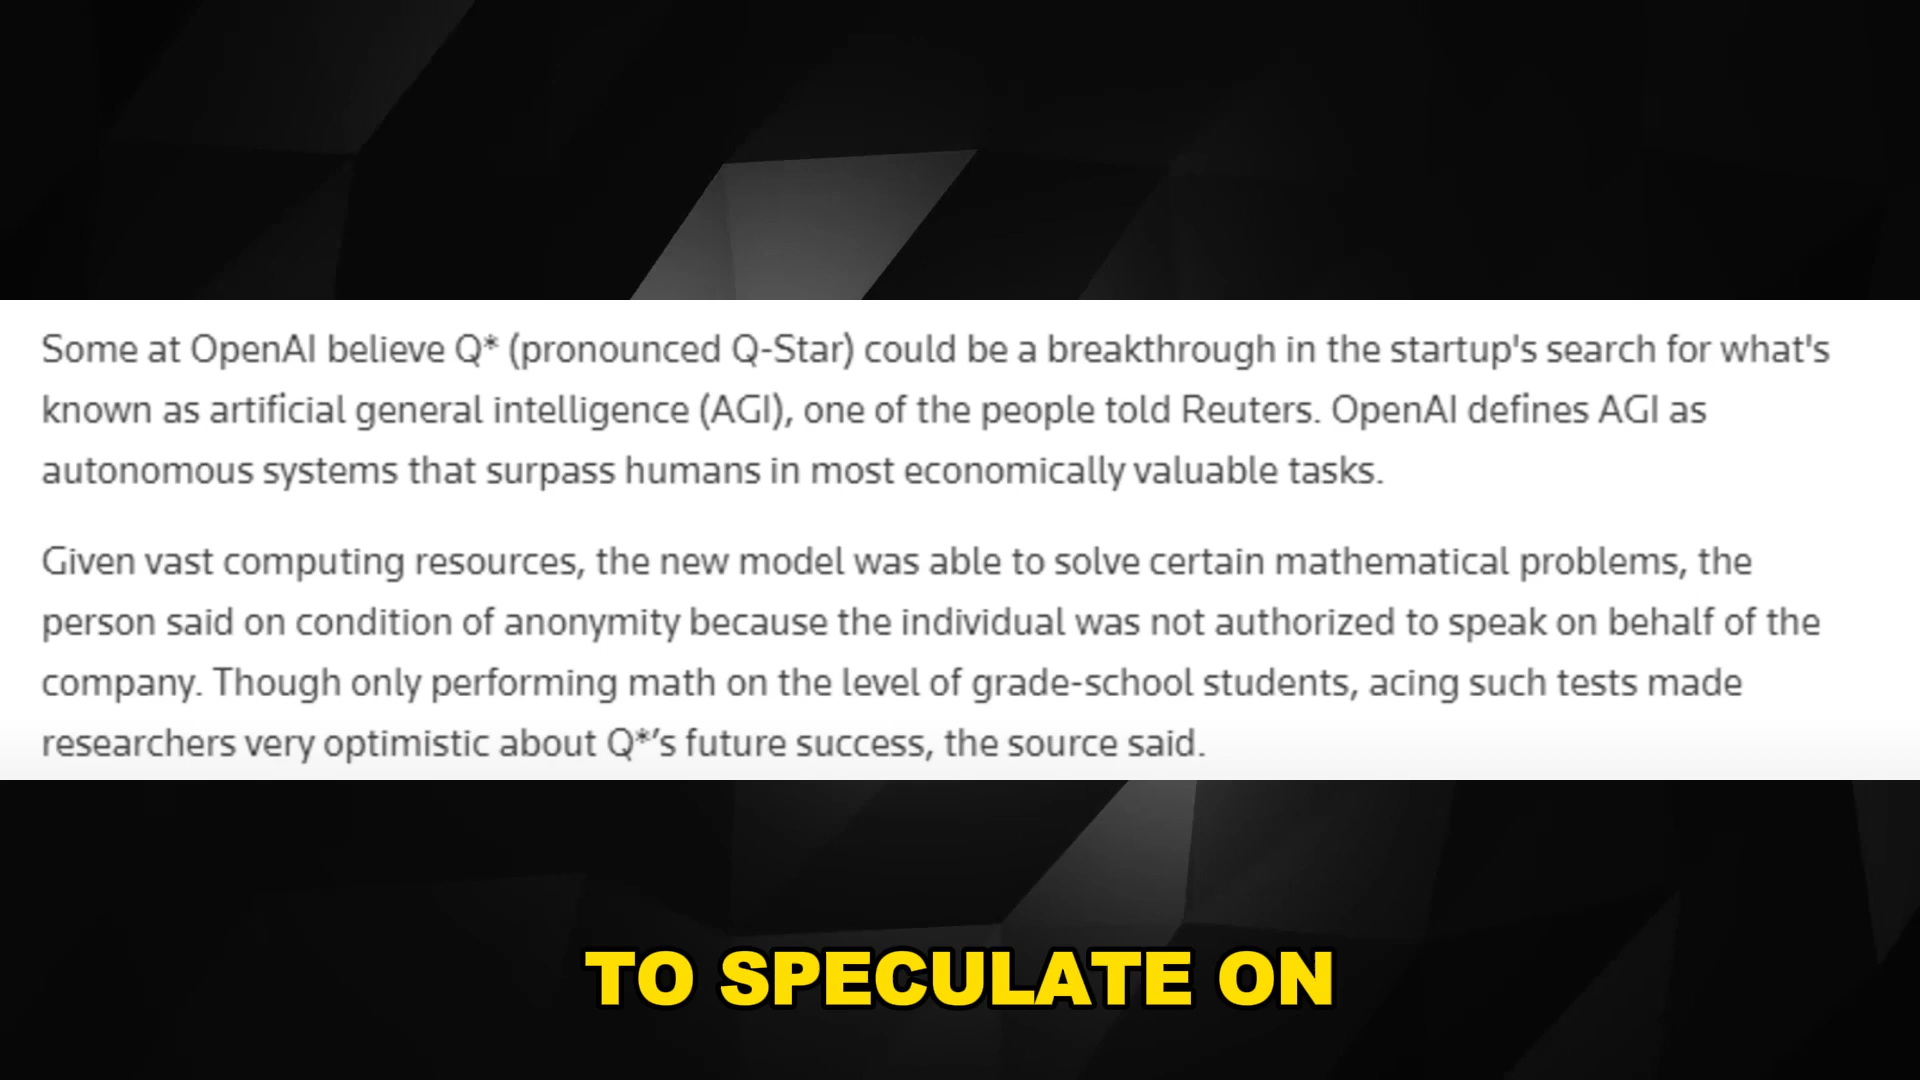 Some at OpenAI believe Q* (pronounced Q-Star) could be a breakthrough in the startup's search for what's
known as artificial general intelligence (AGI), one of the people told Reuters. OpenAI defines AGI as
autonomous systems that surpass humans in most economically valuable tasks.
Given vast computing resources, the new model was able to solve certain mathematical problems, the
person said on condition of anonymity because the individual was not authorized to speak on behalf of the
company. Though only performing math on the level of grade-school students, acing such tests made
researchers very optimistic about Q*’s future success, the source said.
TO SPECULATE ON